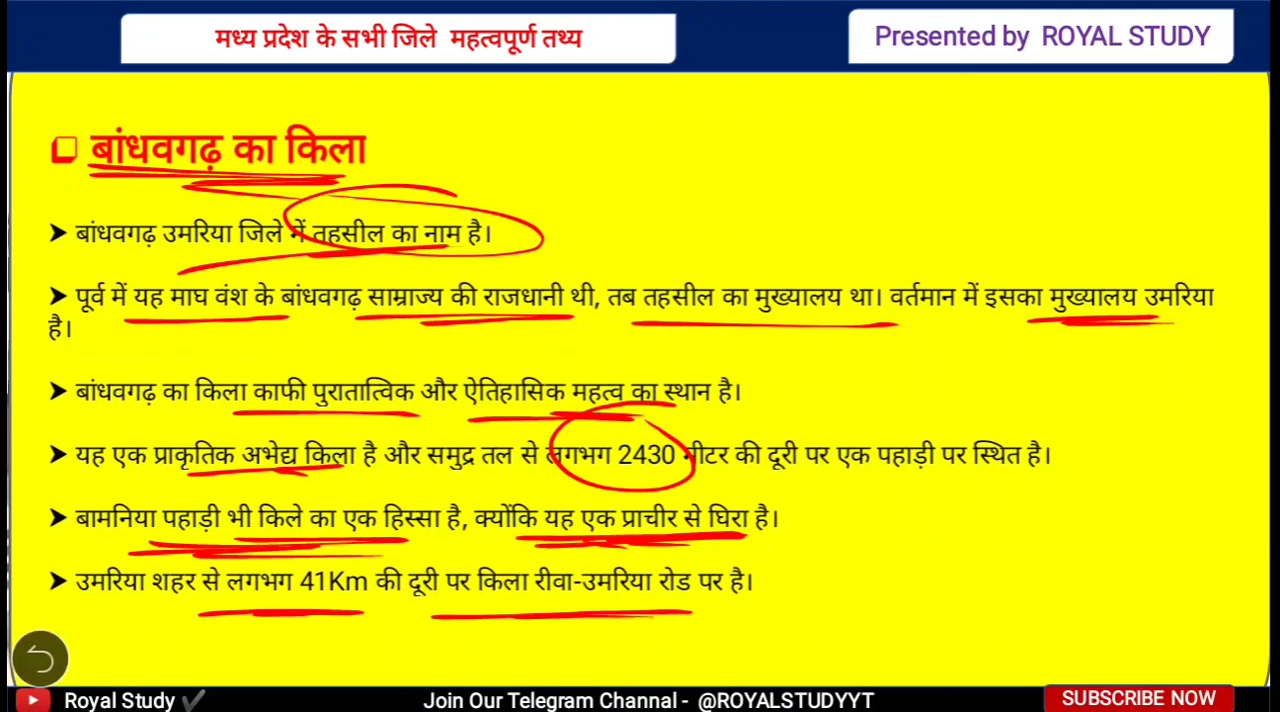 मध्य प्रदेश के सभी जिले महत्वपूर्ण तथ्य
Presented by ROYAL STUDY
बांधवगढ़ का किला
बांधवगढ़ उमरिया जिले में तहसील का नाम है।
पूर्व में यह माघ वंश के बांधवगढ़ साम्राज्य की राजधानी थी, तब तहसील का मुख्यालय था। वर्तमान में इसका मुख्यालय उमरिया
है।
बांधवगढ़ का किला काफी पुरातात्विक और ऐतिहासिक महत्व का स्थान है।
यह एक प्राकृतिक अभेद्य किला है और समुद्र तल से लगभग 2430 मीटर की दूरी पर एक पहाड़ी पर स्थित है।
बामनिया पहाड़ी भी किले का एक हिस्सा है, क्योंकि यह एक प्राचीर से घिरा है।
उमरिया शहर से लगभग 41Km की दूरी पर किला रीवा-उमरिया रोड पर है।
Royal Study
Join Our Telegram Channal - @ROYALSTUDYYT
SUBSCRIBE NOW